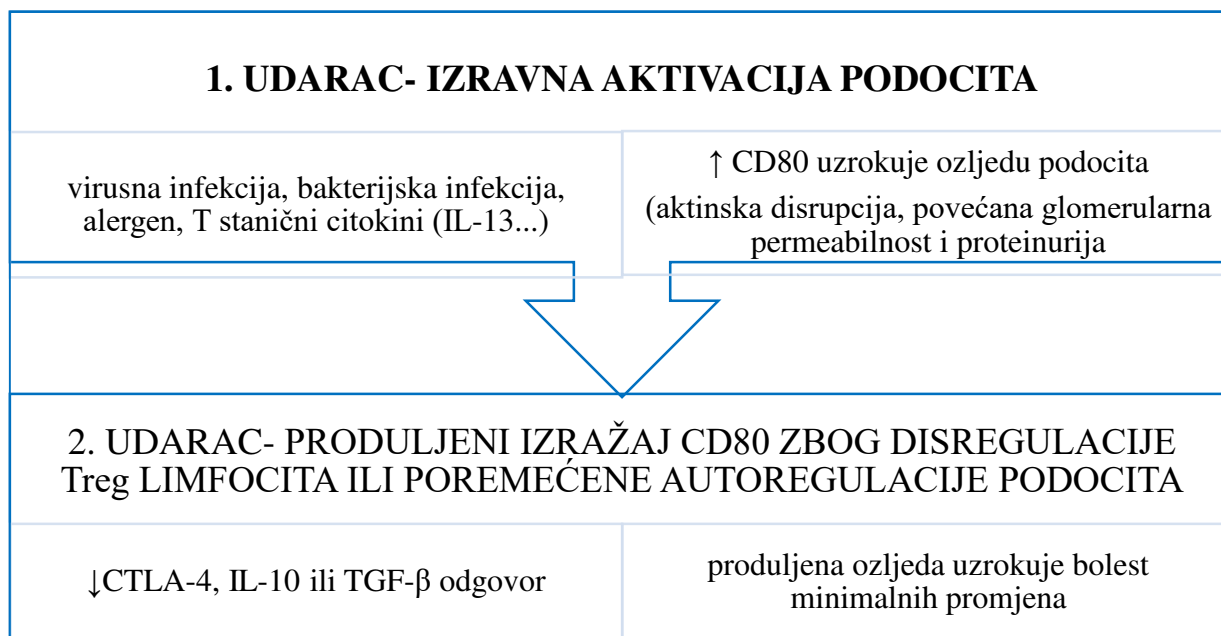 1. UDARAC- IZRAVNA AKTIVACIJA PODOCITA
virusna infekcija, bakterijska infekcija,
alergen, T stanični citokini (IL-13...)
↑ CD80 uzrokuje ozljedu podocita
(aktinska disrupcija, povećana glomerularna
permeabilnost i proteinurija
2. UDARAC- PRODULJENI IZRAŽAJ CD80 ZBOG DISREGULACIJE
Treg LIMFOCITA ILI POREMEĆENE AUTOREGULACIJE PODOCITA
↓CTLA-4, IL-10 ili TGF-β odgovor
produljena ozljeda uzrokuje bolest
minimalnih promjena